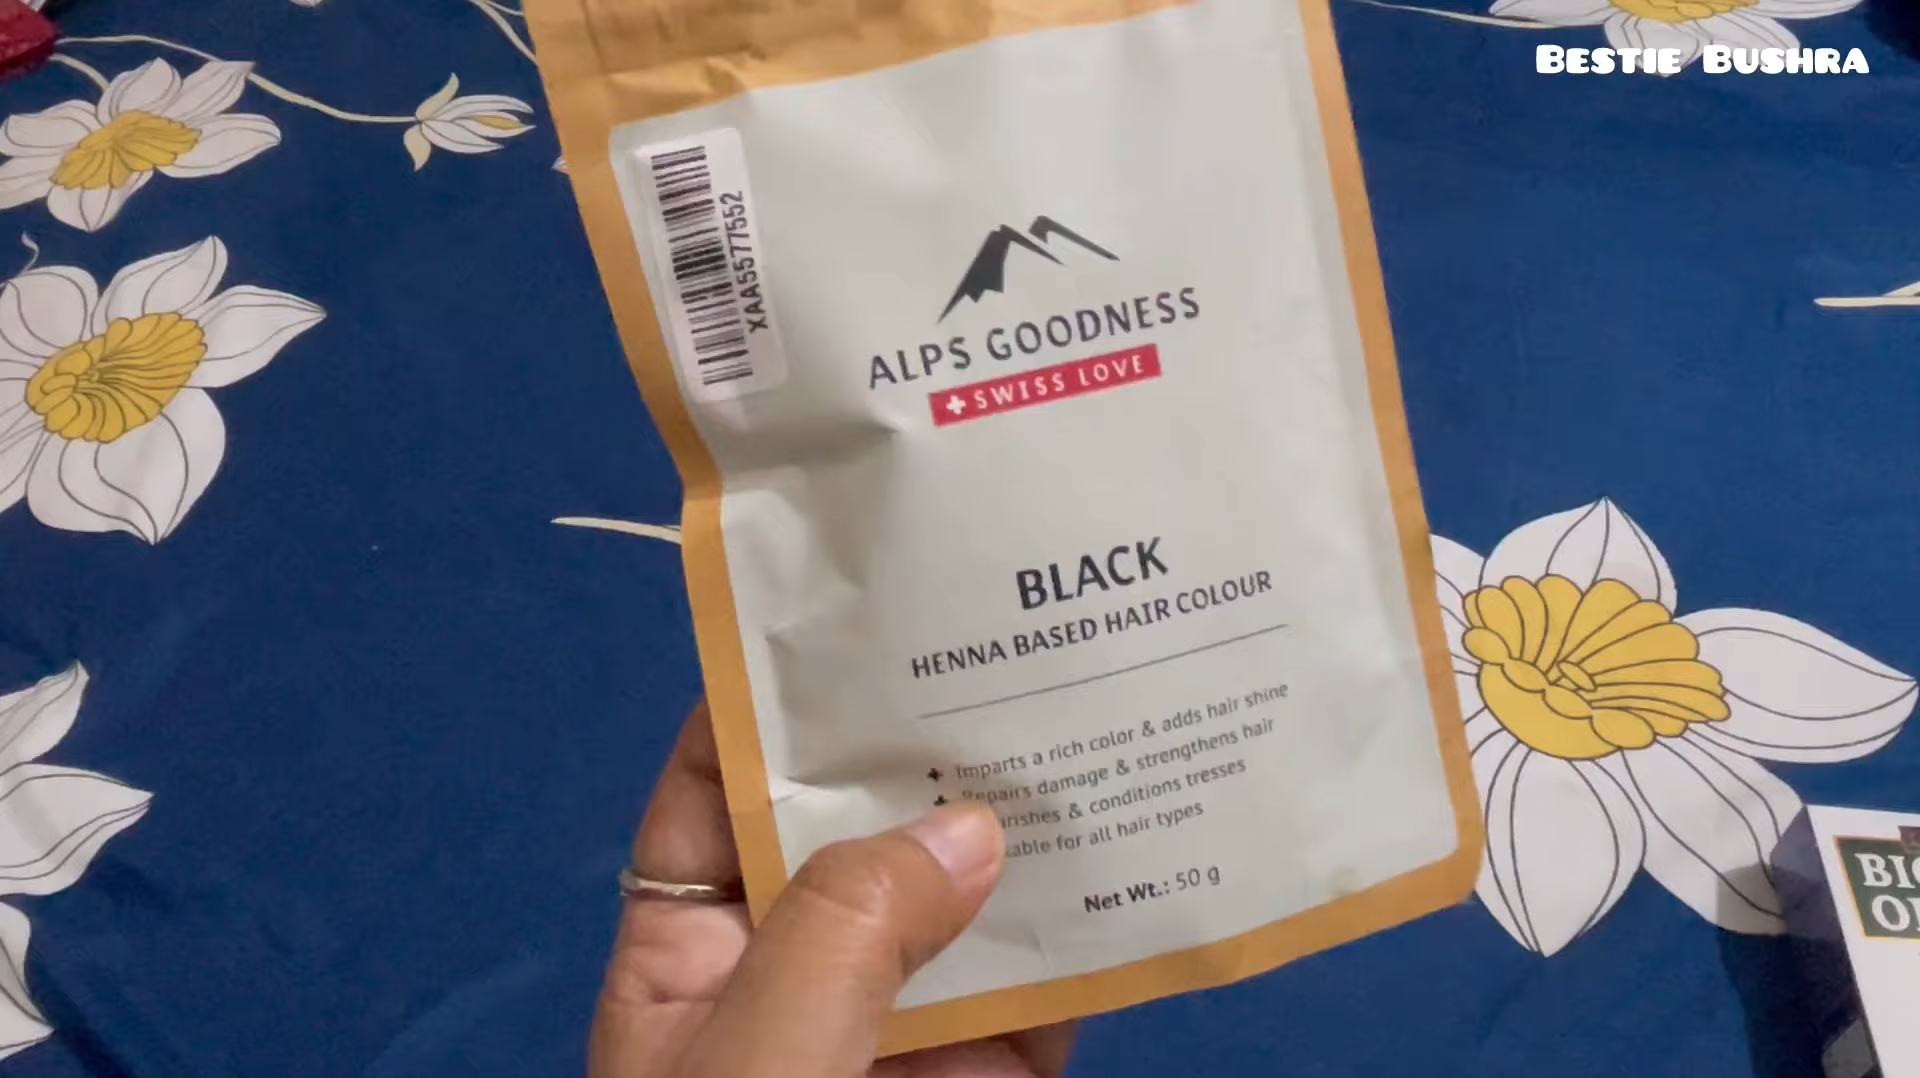 BESTIE BUSHRA
XAA5577552
ALPS GOODNESS
SWISS LOVE
BLACK
HENNA BASED HAIR COLOUR
Imparts a rich color & adds hair shine
Repairs damage & strengthens hair
& conditions tresses
for all hair types
Net Wt.: 50 g